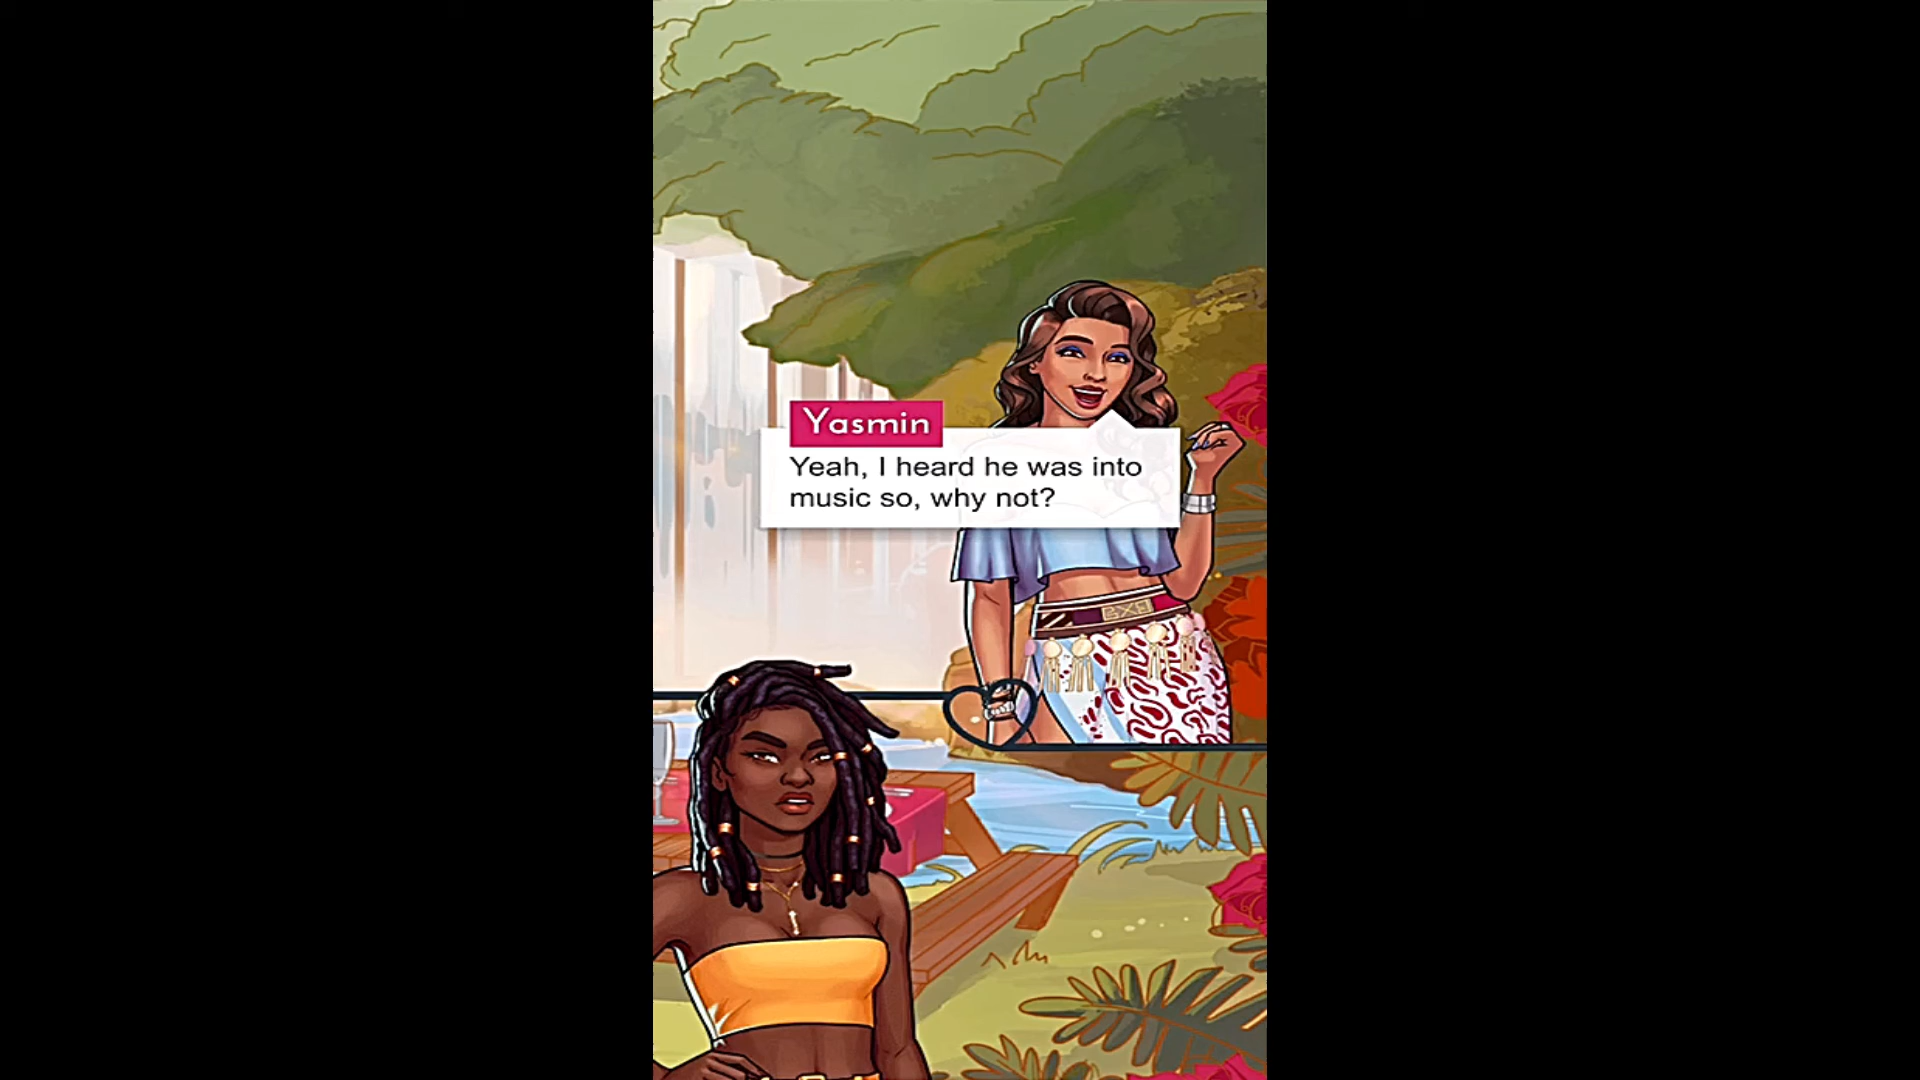 Yasmin
Yeah, I heard he was into
music so, why not?